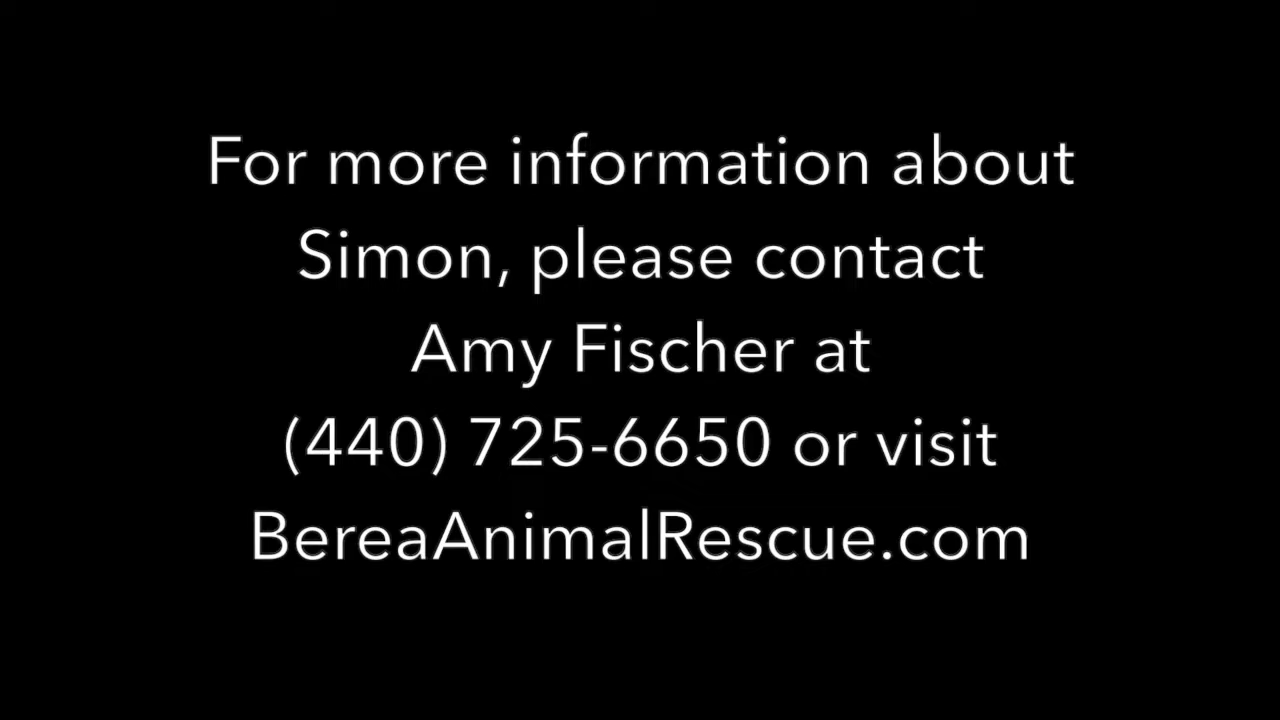 For more information about
Simon, please contact
Amy Fischer at
(440) 725-6650 or visit
BereaAnimalRescue.com